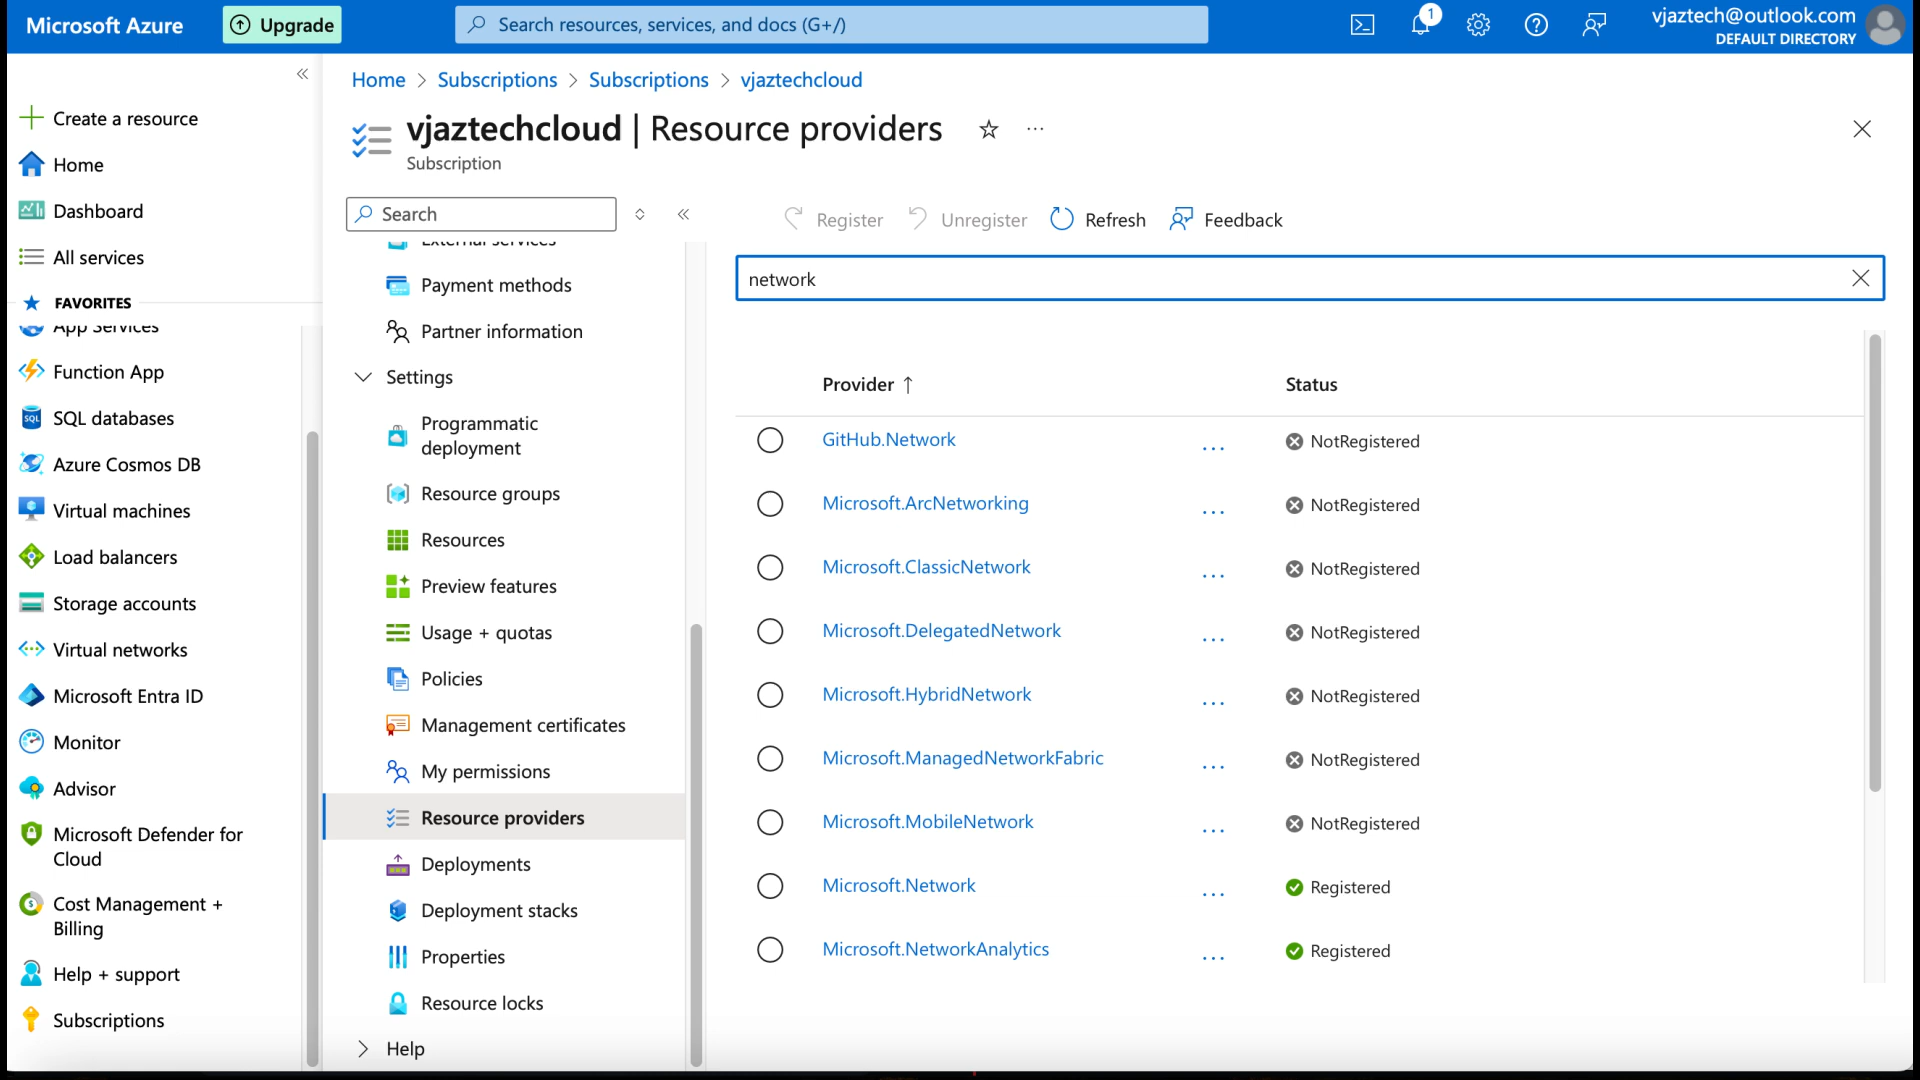 Microsoft Azure
Upgrade
Search resources, services, and docs (G+/)
1
vjaztech@outlook.com
DEFAULT DIRECTORY
Create a resource
Home
Dashboard
All services
FAVORITES
App Services
Function App
SQL databases
Azure Cosmos DB
Virtual machines
Load balancers
Storage accounts
Virtual networks
Microsoft Entra ID
Monitor
Advisor
Microsoft Defender for
Cloud
Cost Management +
Billing
Help + support
Subscriptions
Home > Subscriptions > Subscriptions > vjaztechcloud
vjaztechcloud | Resource providers
Subscription
Search
External services
Payment methods
Partner information
Settings
Programmatic
deployment
Resource groups
Resources
Preview features
Usage + quotas
Policies
Management certificates
My permissions
Resource providers
Deployments
Deployment stacks
Properties
Resource locks
Help
Register
Unregister
Refresh
Feedback
network
Provider ↑ Status
GitHub.Network ... NotRegistered
Microsoft.ArcNetworking ... NotRegistered
Microsoft.ClassicNetwork ... NotRegistered
Microsoft.DelegatedNetwork ... NotRegistered
Microsoft.HybridNetwork ... NotRegistered
Microsoft.ManagedNetworkFabric ... NotRegistered
Microsoft.MobileNetwork ... NotRegistered
Microsoft.Network ... Registered
Microsoft.NetworkAnalytics ... Registered